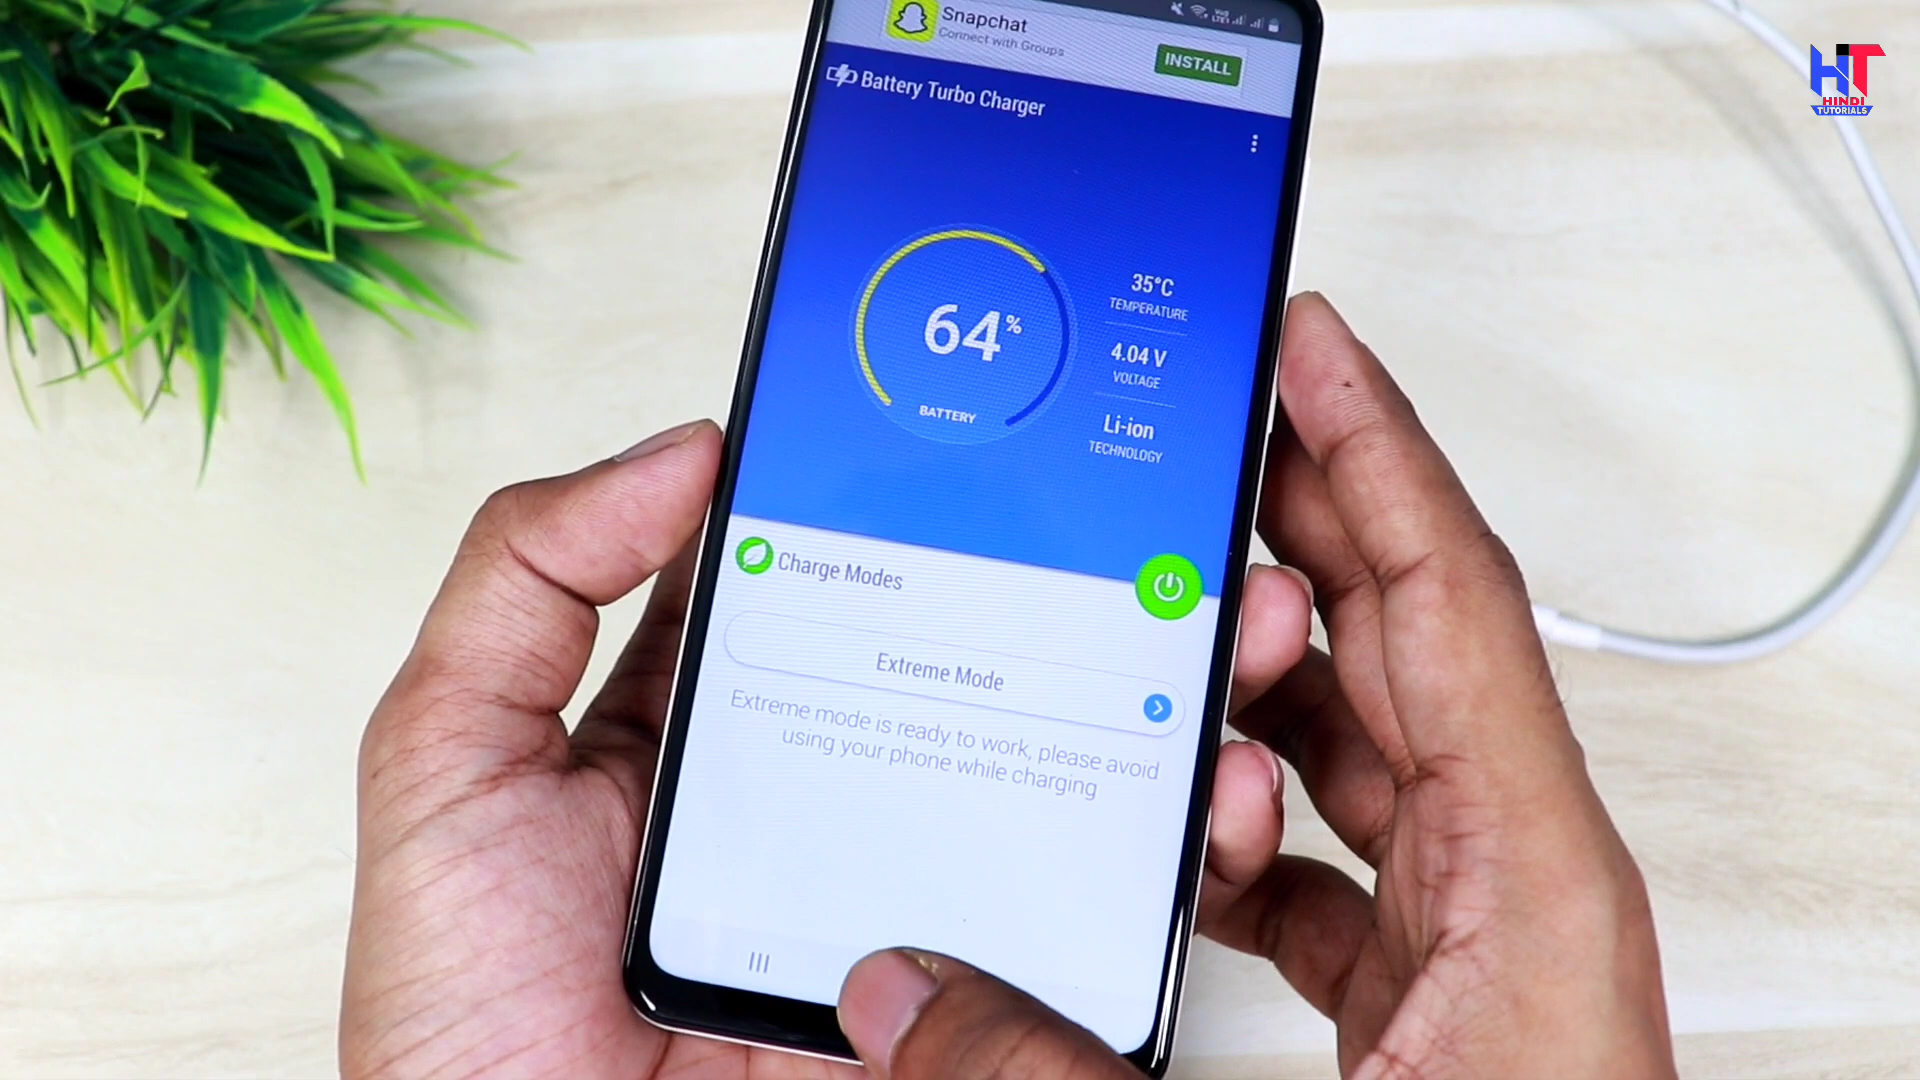 Snapchat
Connect with Groups
INSTALL
Battery Turbo Charger
64%
BATTERY
35°C
TEMPERATURE
4.04 V
VOLTAGE
Li-ion
TECHNOLOGY
Charge Modes
Extreme Mode
Extreme mode is ready to work, please avoid
using your phone while charging
HT
HINDI
TUTORIALS